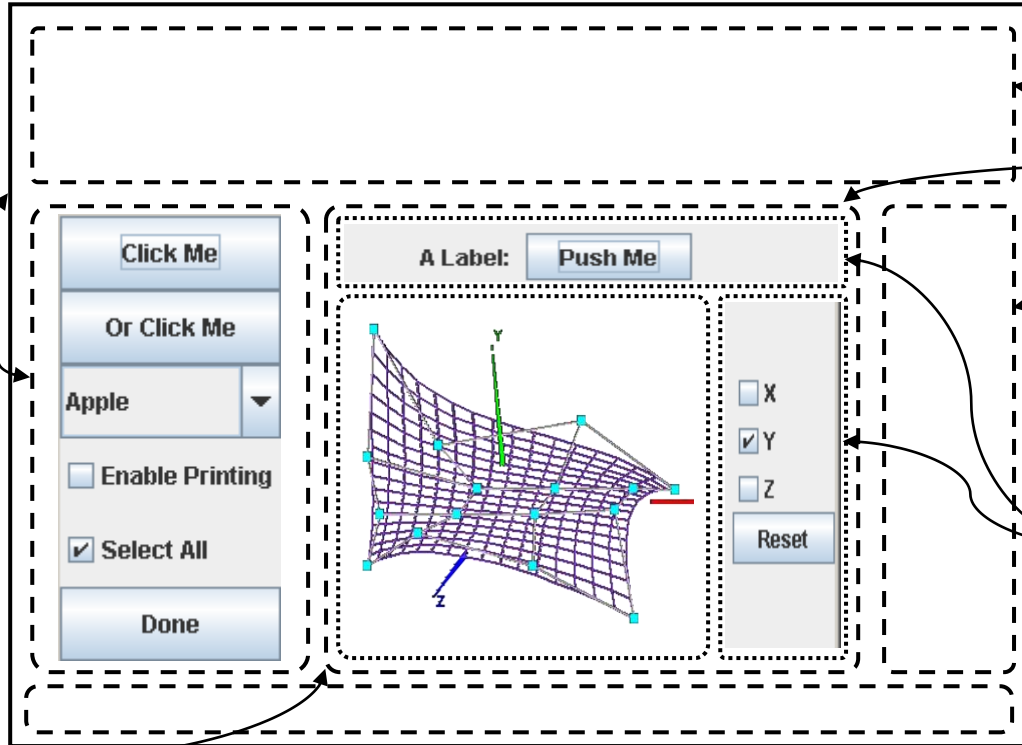 Click Me
Or Click Me
Apple
Enable Printing
Select All
Done
A Label: Push Me
Y
Z
X
Y
Z
Reset